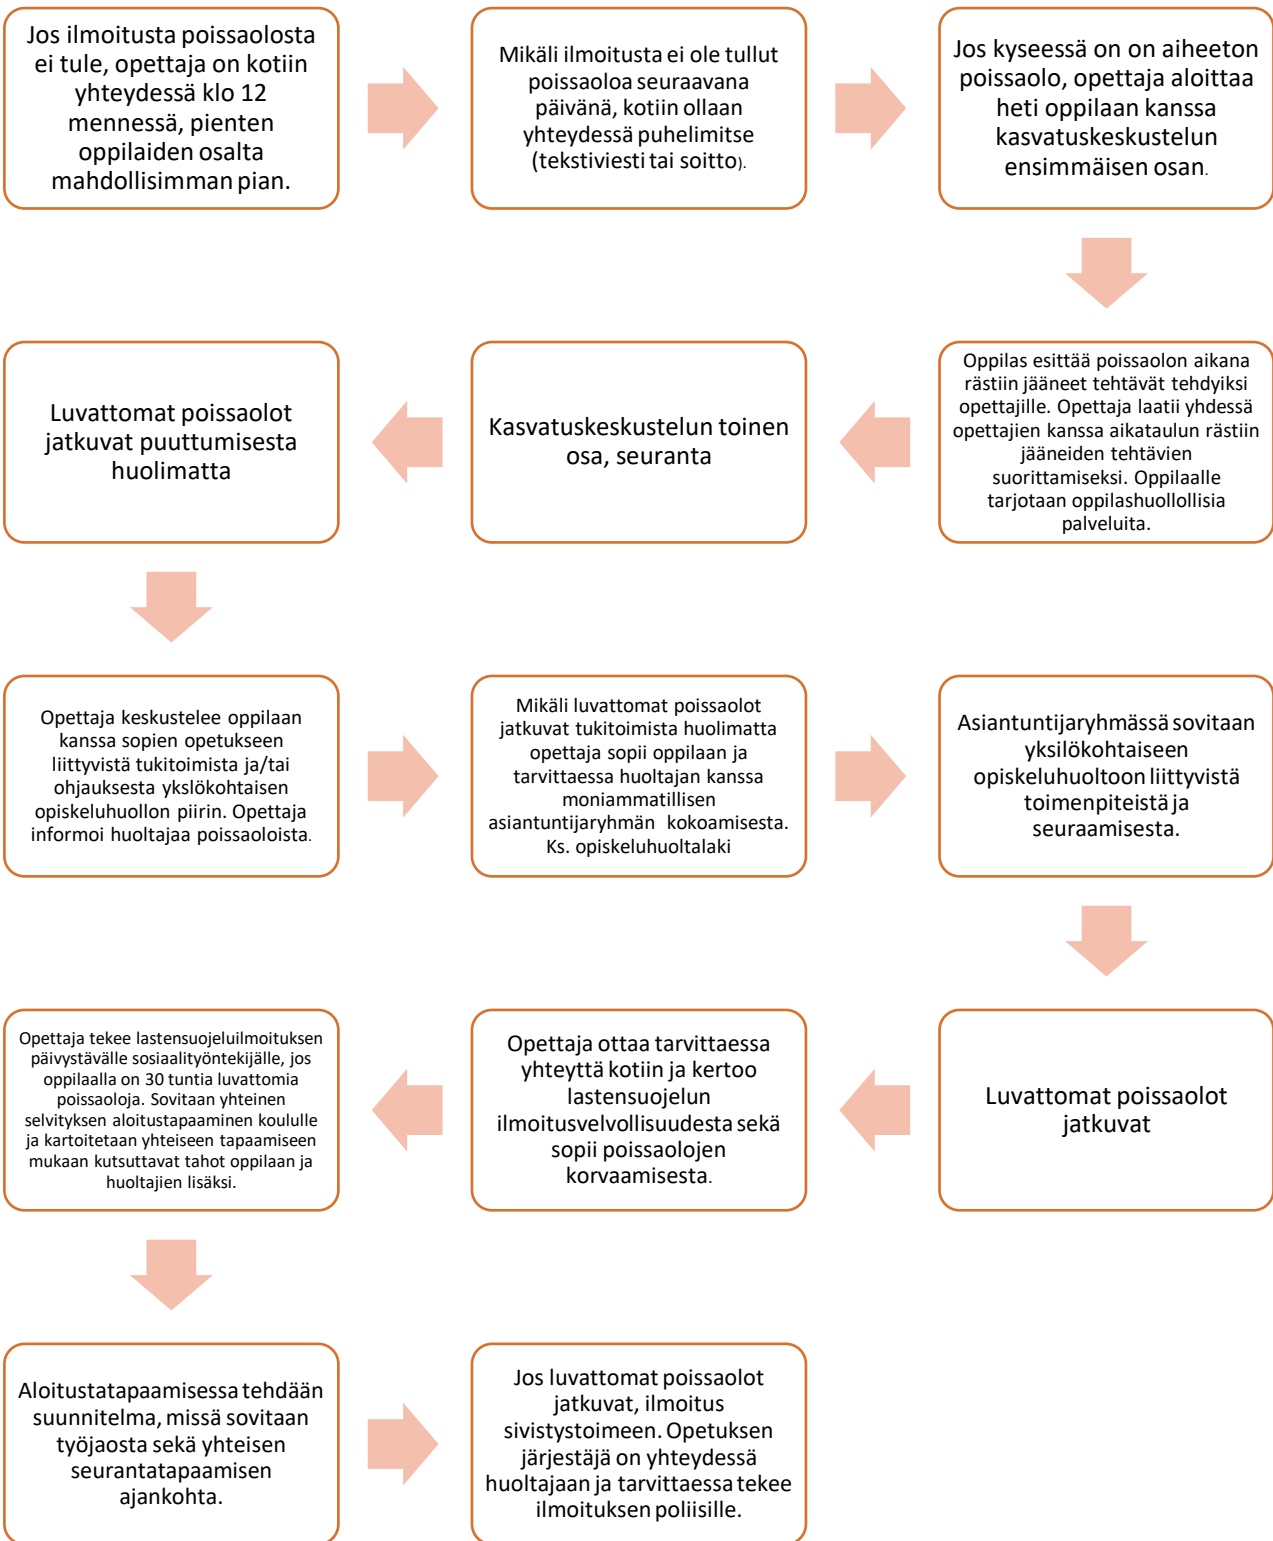 Jos ilmoitusta poissaolosta
ei tule, opettaja on kotiin
yhteydessä klo 12
mennessä, pienten
oppilaiden osalta
mahdollisimman pian.
Mikäli ilmoitusta ei ole tullut
poissaoloa seuraavana
päivänä, kotiin ollaan
yhteydessä puhelimitse
(tekstiviesti tai soitto).
Jos kyseessä on on aiheeton
poissaolo, opettaja aloittaa
heti oppilaan kanssa
kasvatuskeskustelun
ensimmäisen osan.
Oppilas esittää poissaolon aikana
rästiin jääneet tehtävät tehdyiksi
opettajille. Opettaja laatii yhdessä
opettajien kanssa aikataulun rästiin
jääneiden tehtävien
suorittamiseksi. Oppilaalle
tarjotaan oppilashuollollisia
palveluita.
Kasvatuskeskustelun toinen
osa, seuranta
Luvattomat poissaolot
jatkuvat puuttumisesta
huolimatta
Opettaja keskustelee oppilaan
kanssa sopien opetukseen
liittyvistä tukitoimista ja/tai
ohjauksesta ykslökohtaisen
opiskeluhuollon piirin. Opettaja
informoi huoltajaa poissaoloista.
Mikäli luvattomat poissaolot
jatkuvat tukitoimista huolimatta
opettaja sopii oppilaan ja
tarvittaessa huoltajan kanssa
moniammatillisen
asiantuntijaryhmän kokoamisesta.
Ks. opiskeluhuoltalaki
Asiantuntijaryhmässä sovitaan
yksilökohtaiseen
opiskeluhuoltoon liittyvistä
toimenpiteistä ja
seuraamisesta.
Luvattomat poissaolot
jatkuvat
Opettaja ottaa tarvittaessa
yhteyttä kotiin ja kertoo
lastensuojelun
ilmoitusvelvollisuudesta sekä
sopii poissaolojen
korvaamisesta.
Opettaja tekee lastensuojeluilmoituksen
päivystävälle sosiaalityöntekijälle, jos
oppilaalla on 30 tuntia luvattomia
poissaoloja. Sovitaan yhteinen
selvityksen aloitustapaaminen koululle
ja kartoitetaan yhteiseen tapaamiseen
mukaan kutsuttavat tahot oppilaan ja
huoltajien lisäksi.
Aloitustatapaamisessa tehdään
suunnitelma, missä sovitaan
työjaosta sekä yhteisen
seurantatapaamisen
ajankohta.
Jos luvattomat poissaolot
jatkuvat, ilmoitus
sivistystoimeen. Opetuksen
järjestäjä on yhteydessä
huoltajaan ja tarvittaessa tekee
ilmoituksen poliisille.